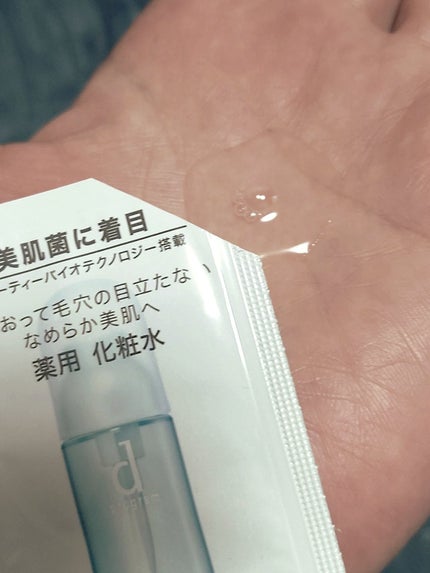 美肌菌に着目
ーティーバイオテクノロジー搭載
おって毛穴の目立たない
なめらか美肌へ
薬用 化粧水
d
program